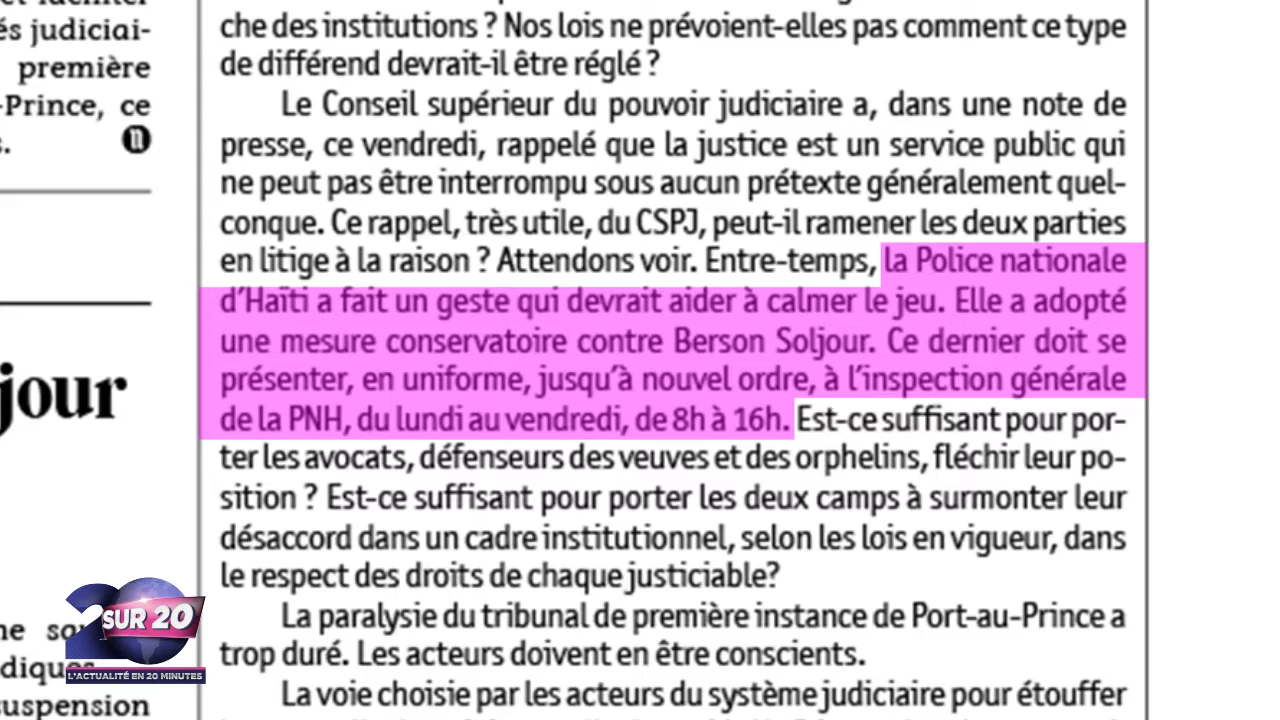 és judiciai-
première
-Prince, ce
s.
jour
diques
suspension
che des institutions ? Nos lois ne prévoient-elles pas comment ce type
de différend devrait-il être réglé ?
Le Conseil supérieur du pouvoir judiciaire a, dans une note de
presse, ce vendredi, rappelé que la justice est un service public qui
ne peut pas être interrompu sous aucun prétexte généralement quel-
conque. Ce rappel, très utile, du CSPJ, peut-il ramener les deux parties
en litige à la raison ? Attendons voir. Entre-temps, la Police nationale
d'Haïti a fait un geste qui devrait aider à calmer le jeu. Elle a adopté
une mesure conservatoire contre Berson Soljour. Ce dernier doit se
présenter, en uniforme, jusqu'à nouvel ordre, à l'inspection générale
de la PNH, du lundi au vendredi, de 8h à 16h. Est-ce suffisant pour por-
ter les avocats, défenseurs des veuves et des orphelins, fléchir leur po-
sition ? Est-ce suffisant pour porter les deux camps à surmonter leur
désaccord dans un cadre institutionnel, selon les lois en vigueur, dans
le respect des droits de chaque justiciable?
La paralysie du tribunal de première instance de Port-au-Prince a
trop duré. Les acteurs doivent en être conscients.
La voie choisie par les acteurs du système judiciaire pour étouffer
20 SUR 20
L'ACTUALITÉ EN 20 MINUTES